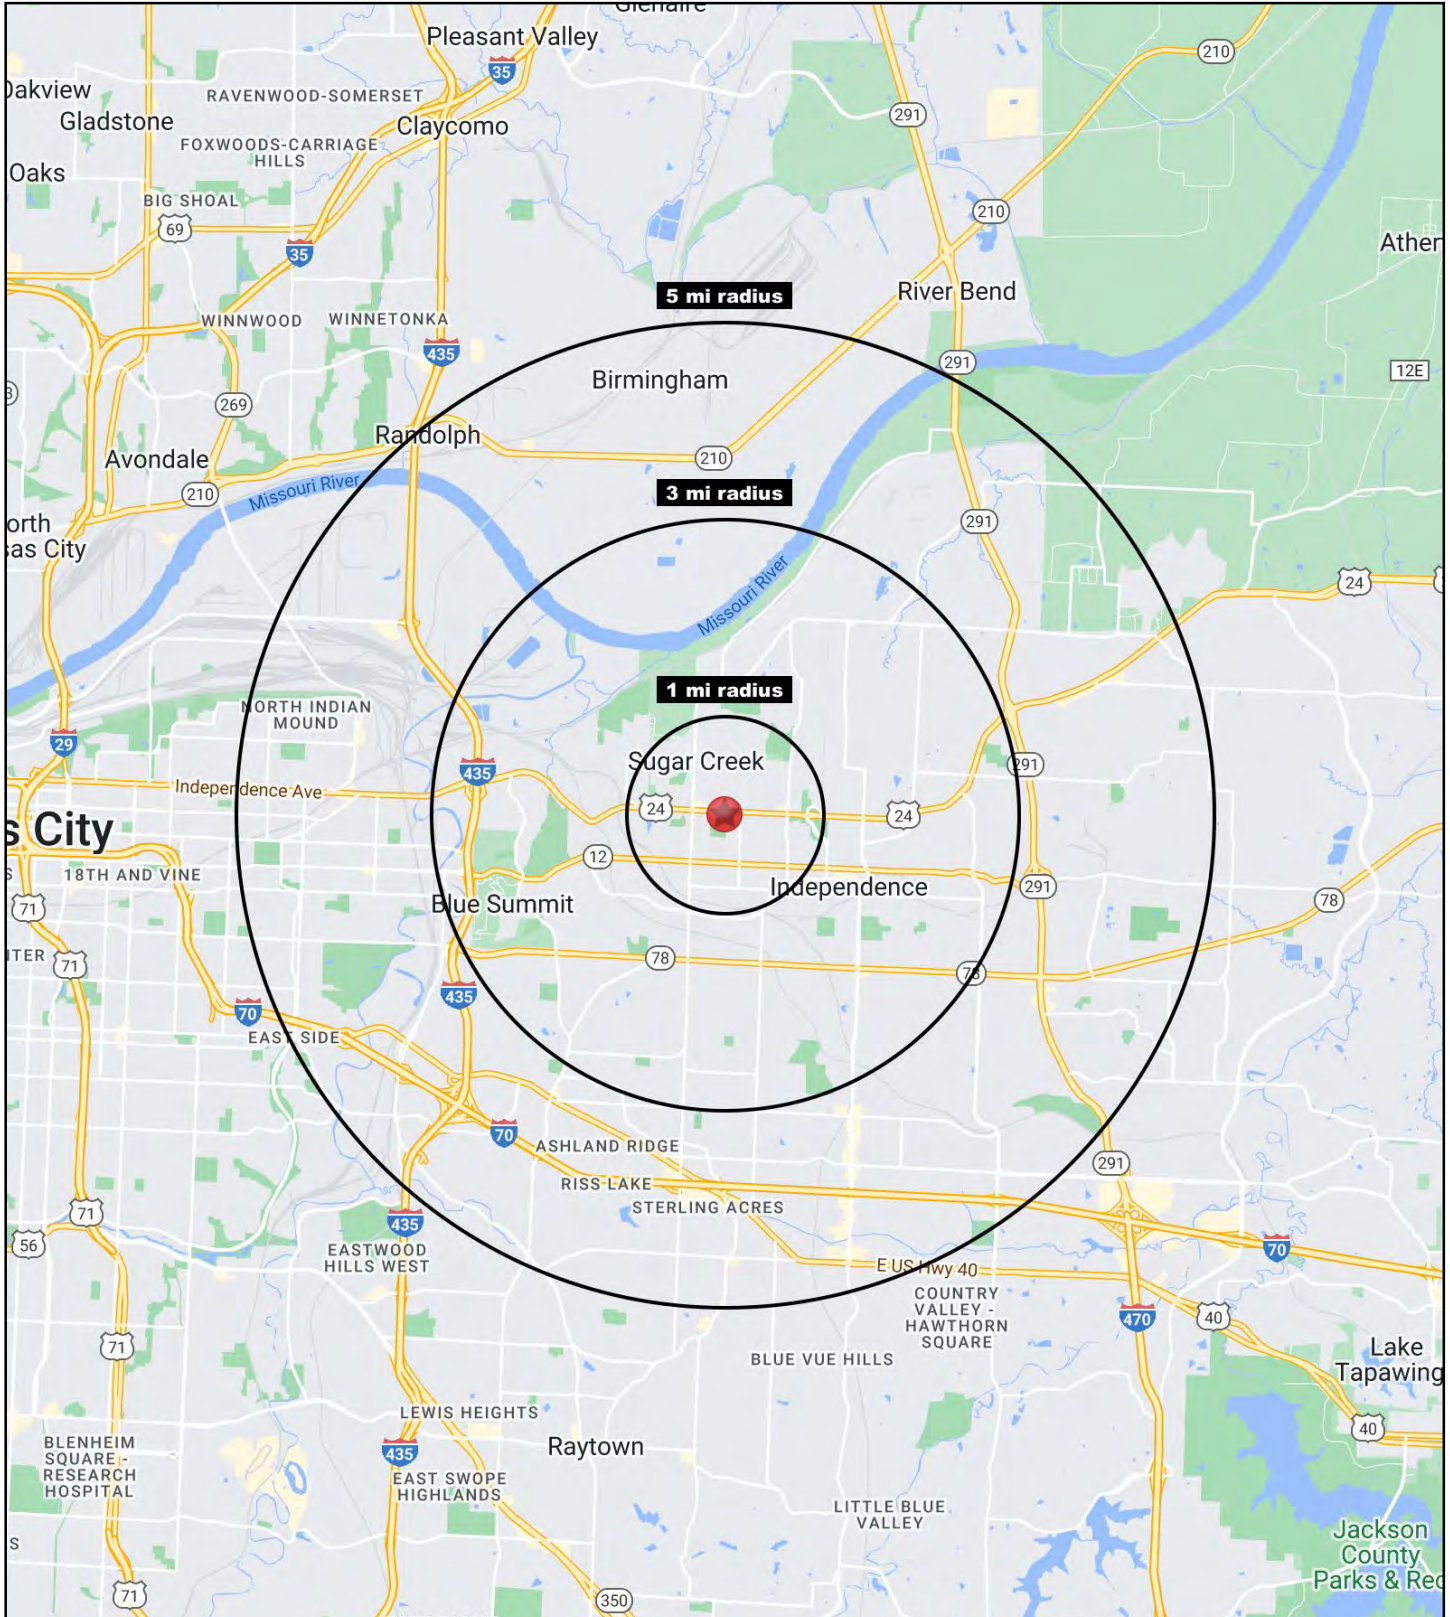 Glenaire
Pleasant Valley
35
210
Oakview
RAVENWOOD-SOMERSET
291
Gladstone
Claycomo
FOXWOODS-CARRIAGE
HILLS
Oaks
BIG SHOAL
210
69
35
Ather
River Bend
5 mi radius
WINNWOOD
WINNETONKA
435
291
12E
Birmingham
3
269
Randolph
Avondale
210
210
Missouri River
3 mi radius
orth
sas City
291
24
Missouri River
1 mi radius
NORTH INDIAN
MOUND
29
Sugar Creek
435
291
Independence Ave
24
24
s City
12
18TH AND VINE
S
Independence
291
Blue Summit
78
71
NTER
71
78
78
435
70
EAST SIDE
70
ASHLAND RIDGE
291
RISS LAKE
STERLING ACRES
71
435
56
EASTWOOD
HILLS WEST
70
E US Hwy 40
COUNTRY
VALLEY -
HAWTHORN
SQUARE
470
40
71
Lake
Tapawing
BLUE VUE HILLS
LEWIS HEIGHTS
40
BLENHEIM
SQUARE -
RESEARCH
HOSPITAL
435
Raytown
EAST SWOPE
HIGHLANDS
LITTLE BLUE
VALLEY
S
Jackson
County
Parks & Rec
71
350